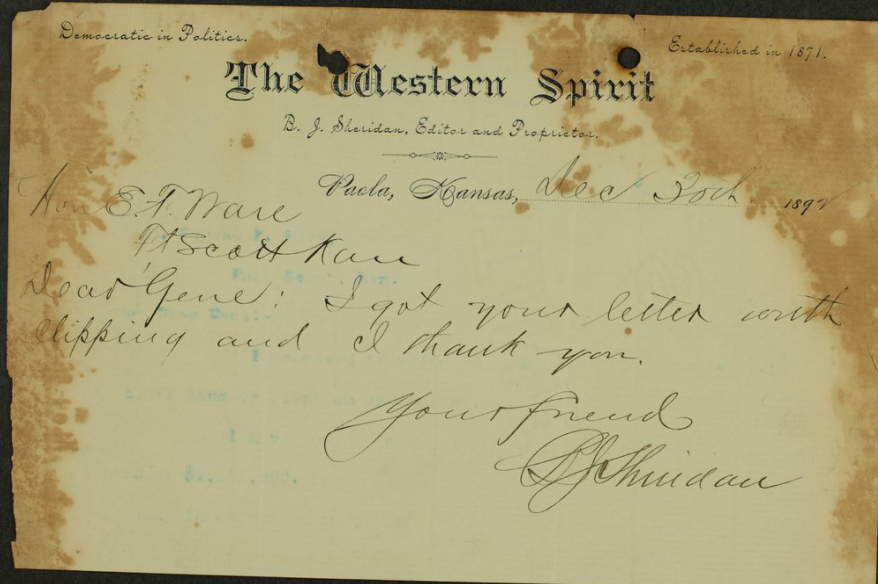 Democratic in Politics.
Established in 1871.
The Western Spirit
B. J. Sheridan, Editor and Proprietor.
Paola, Kansas, Dec 30th 189
Hon E. F. Ware
Ft Scott Kan
Dear Gene: I got your letter with
clipping and I thank you.
Your friend
B J Sheridan